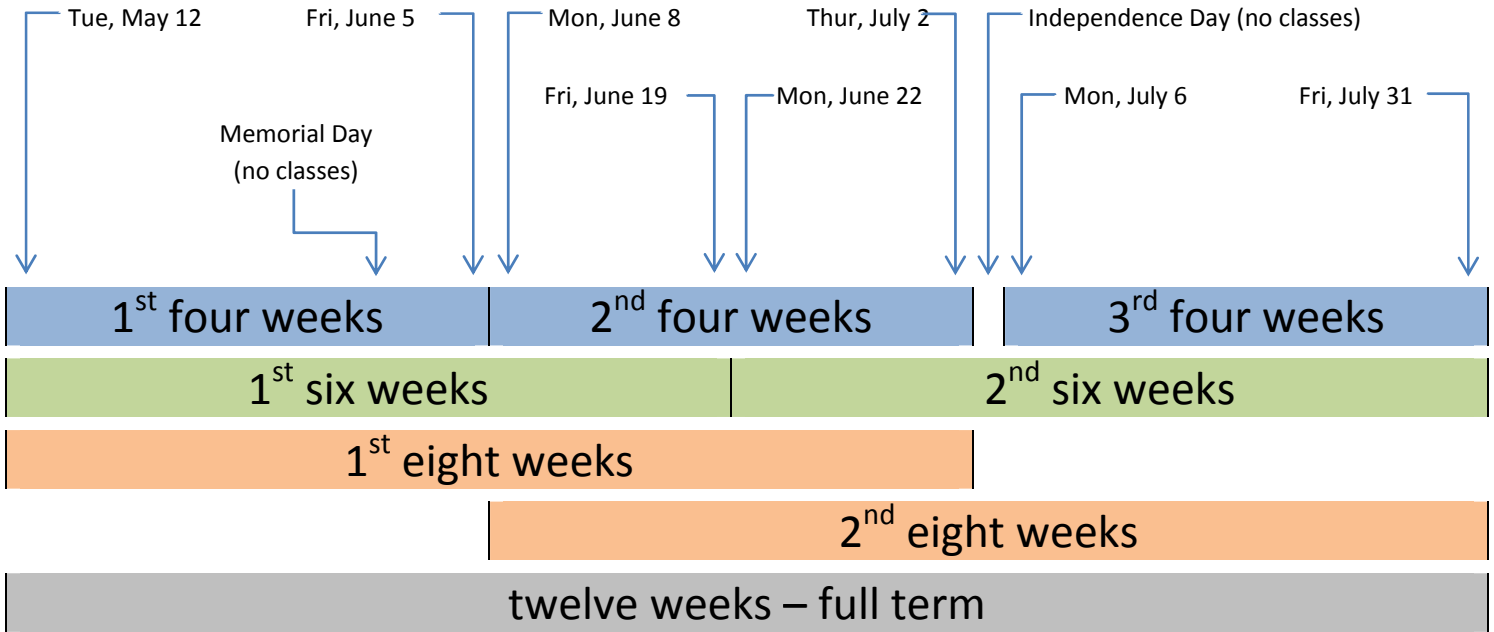 Tue, May 12
Fri, June 5
Mon, June 8
Thur, July 2
Independence Day (no classes)
Fri, June 19
Mon, June 22
Mon, July 6
Fri, July 31
Memorial Day
(no classes)
1st four weeks
2nd four weeks
3rd four weeks
1st six weeks
2nd six weeks
1st eight weeks
2nd eight weeks
twelve weeks – full term